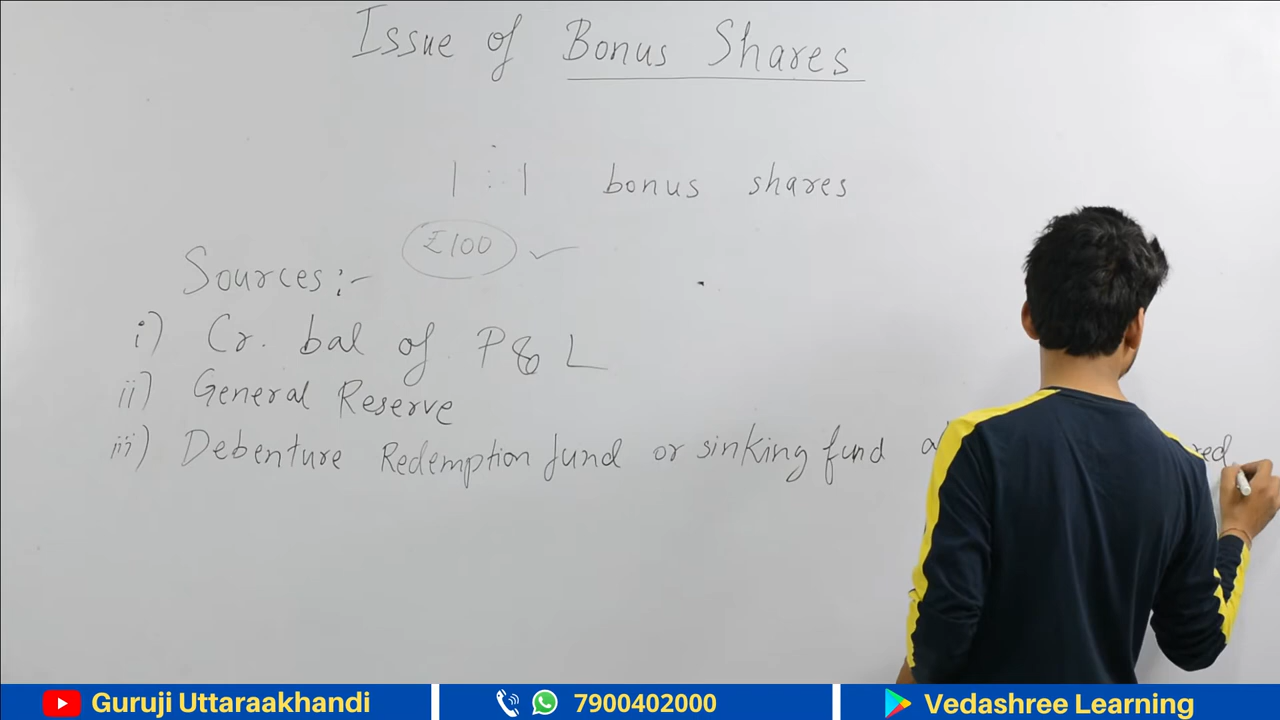 Issue of Bonus Shares
1 : 1 bonus shares
₹100
Sources:-
i) Cr. bal of P & L
ii) General Reserve
iii) Debenture Redemption fund or sinking fund
Guruji Uttaraakhandi
7900402000
Vedashree Learning